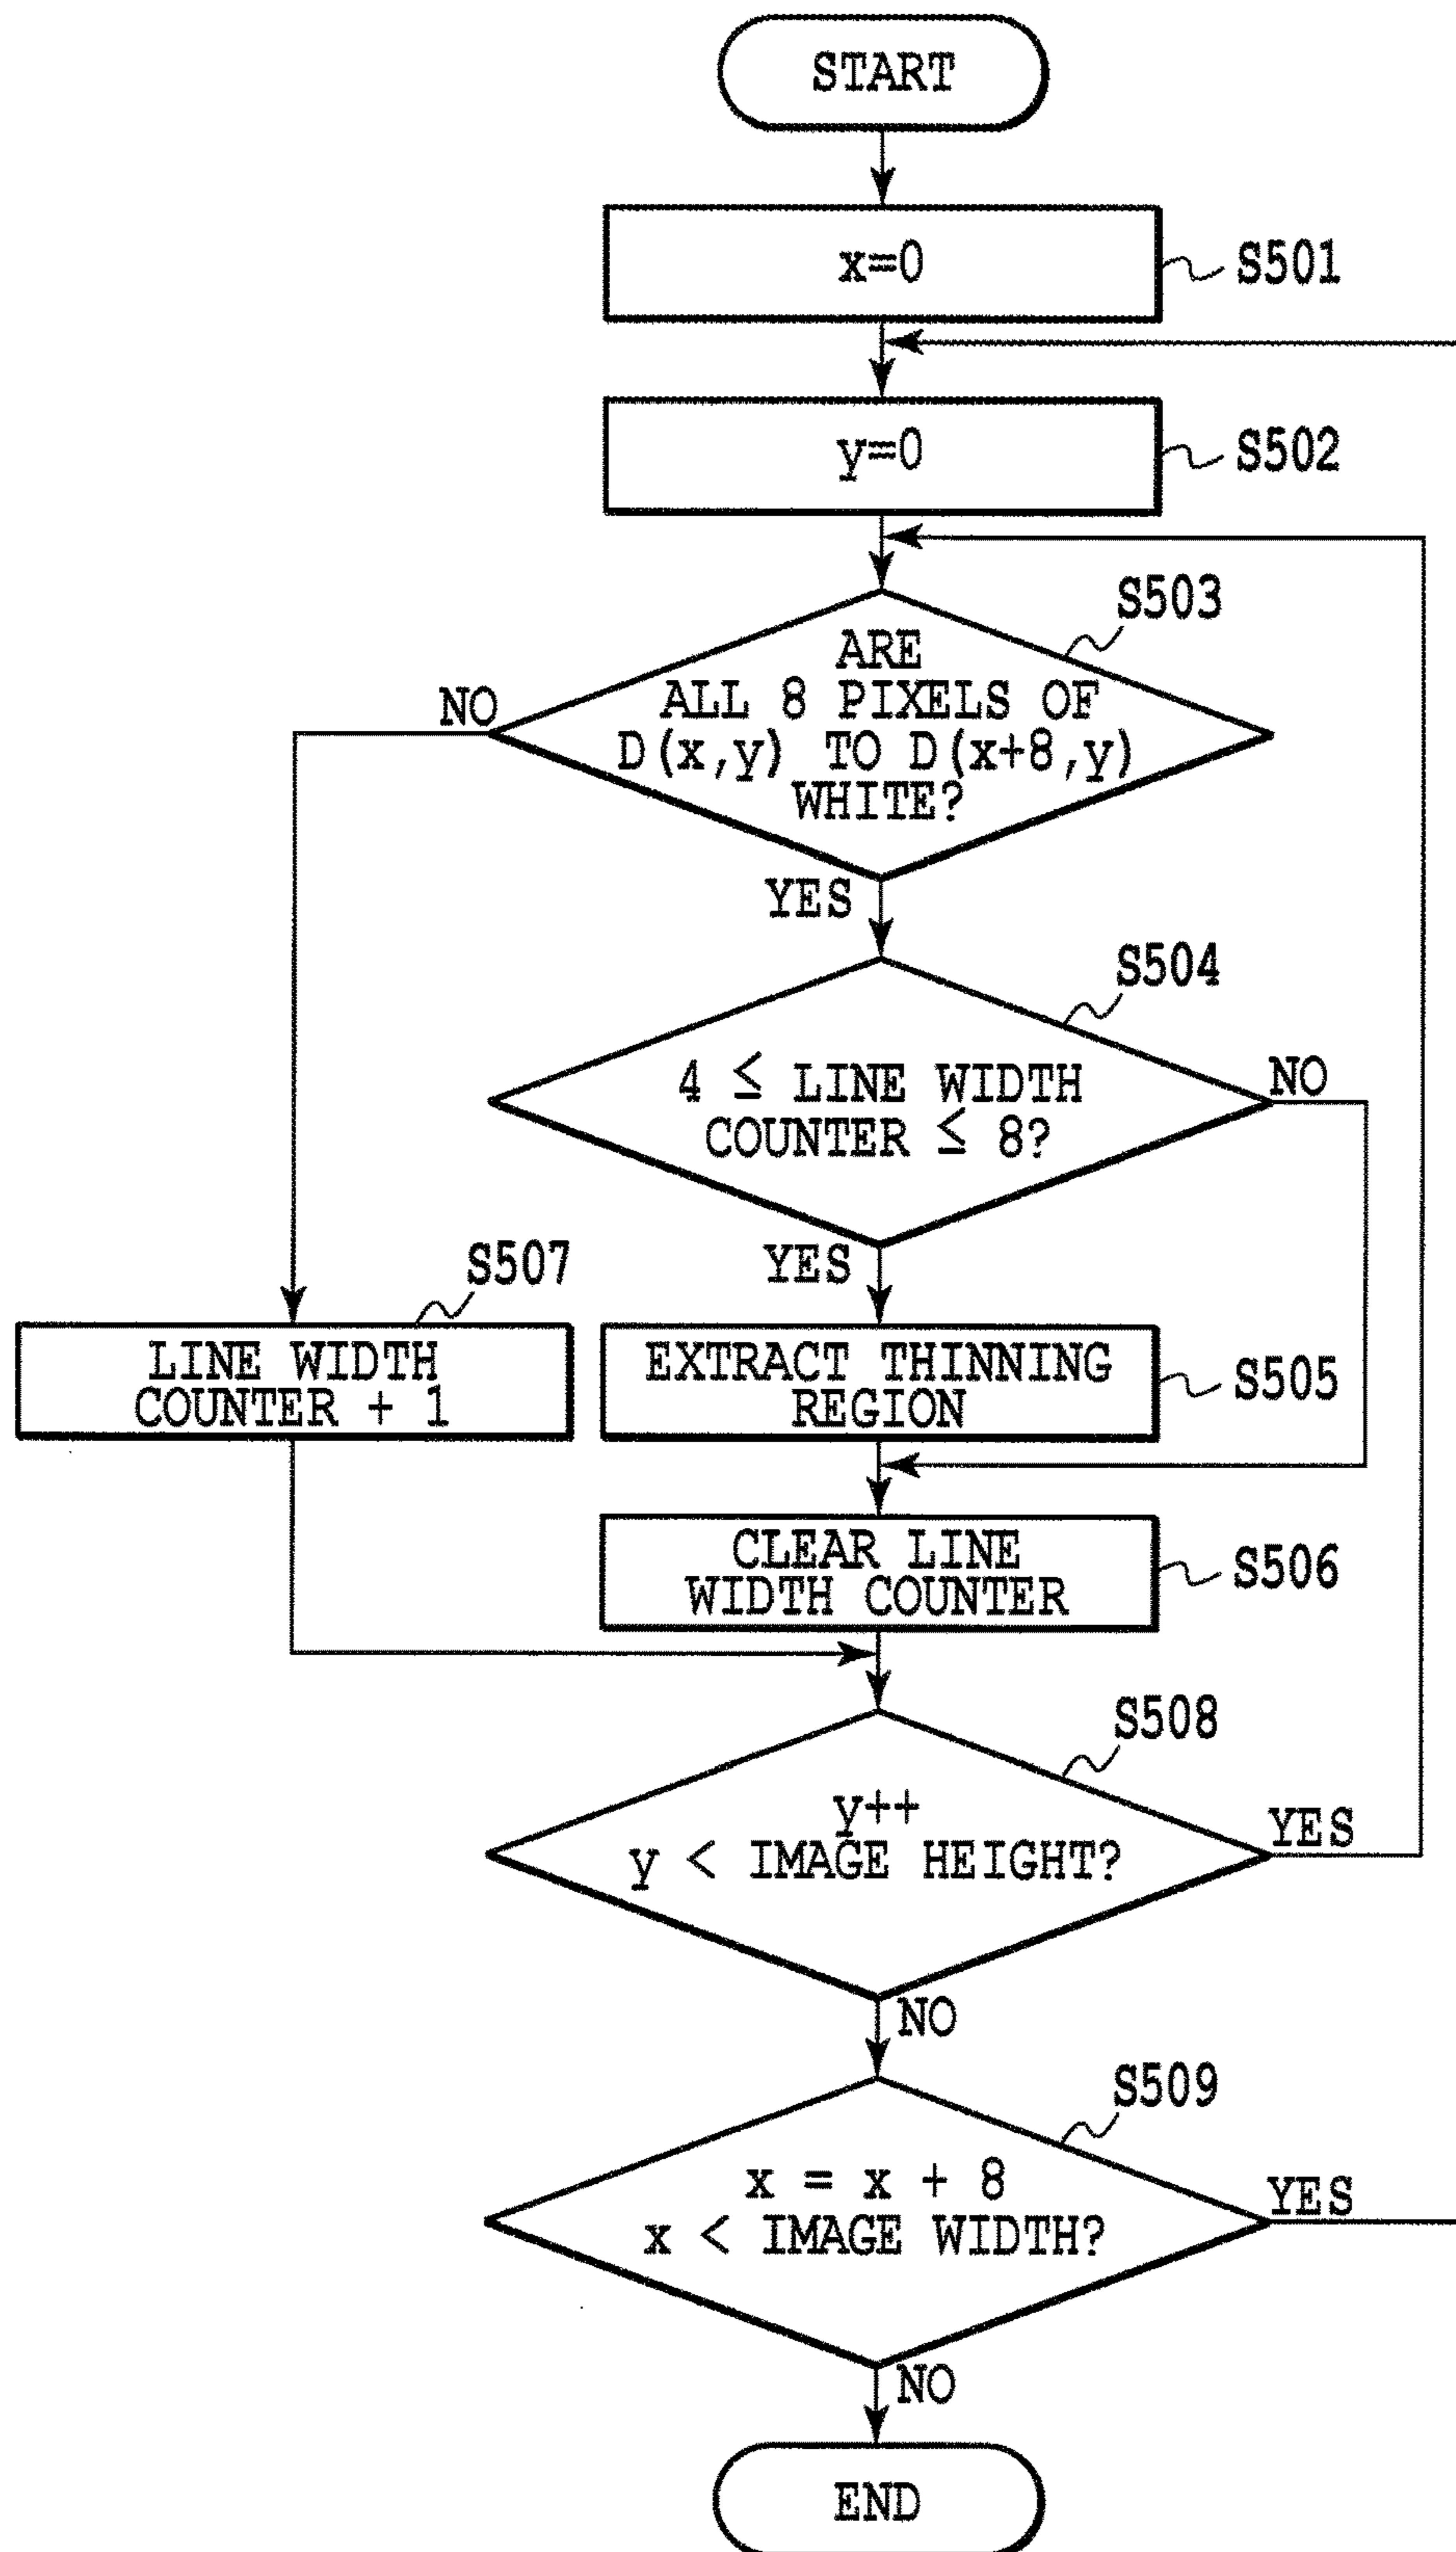 START
x=0
S501
y=0
S502
S503
ARE
ALL 8 PIXELS OF
D(x,y) TO D(x+8,y)
WHITE?
NO
YES
S504
4 ≤ LINE WIDTH
COUNTER ≤ 8?
NO
YES
S507
LINE WIDTH
COUNTER + 1
EXTRACT THINNING
REGION
S505
CLEAR LINE
WIDTH COUNTER
S506
S508
y++
y < IMAGE HEIGHT?
YES
NO
S509
x = x + 8
x < IMAGE WIDTH?
YES
NO
END